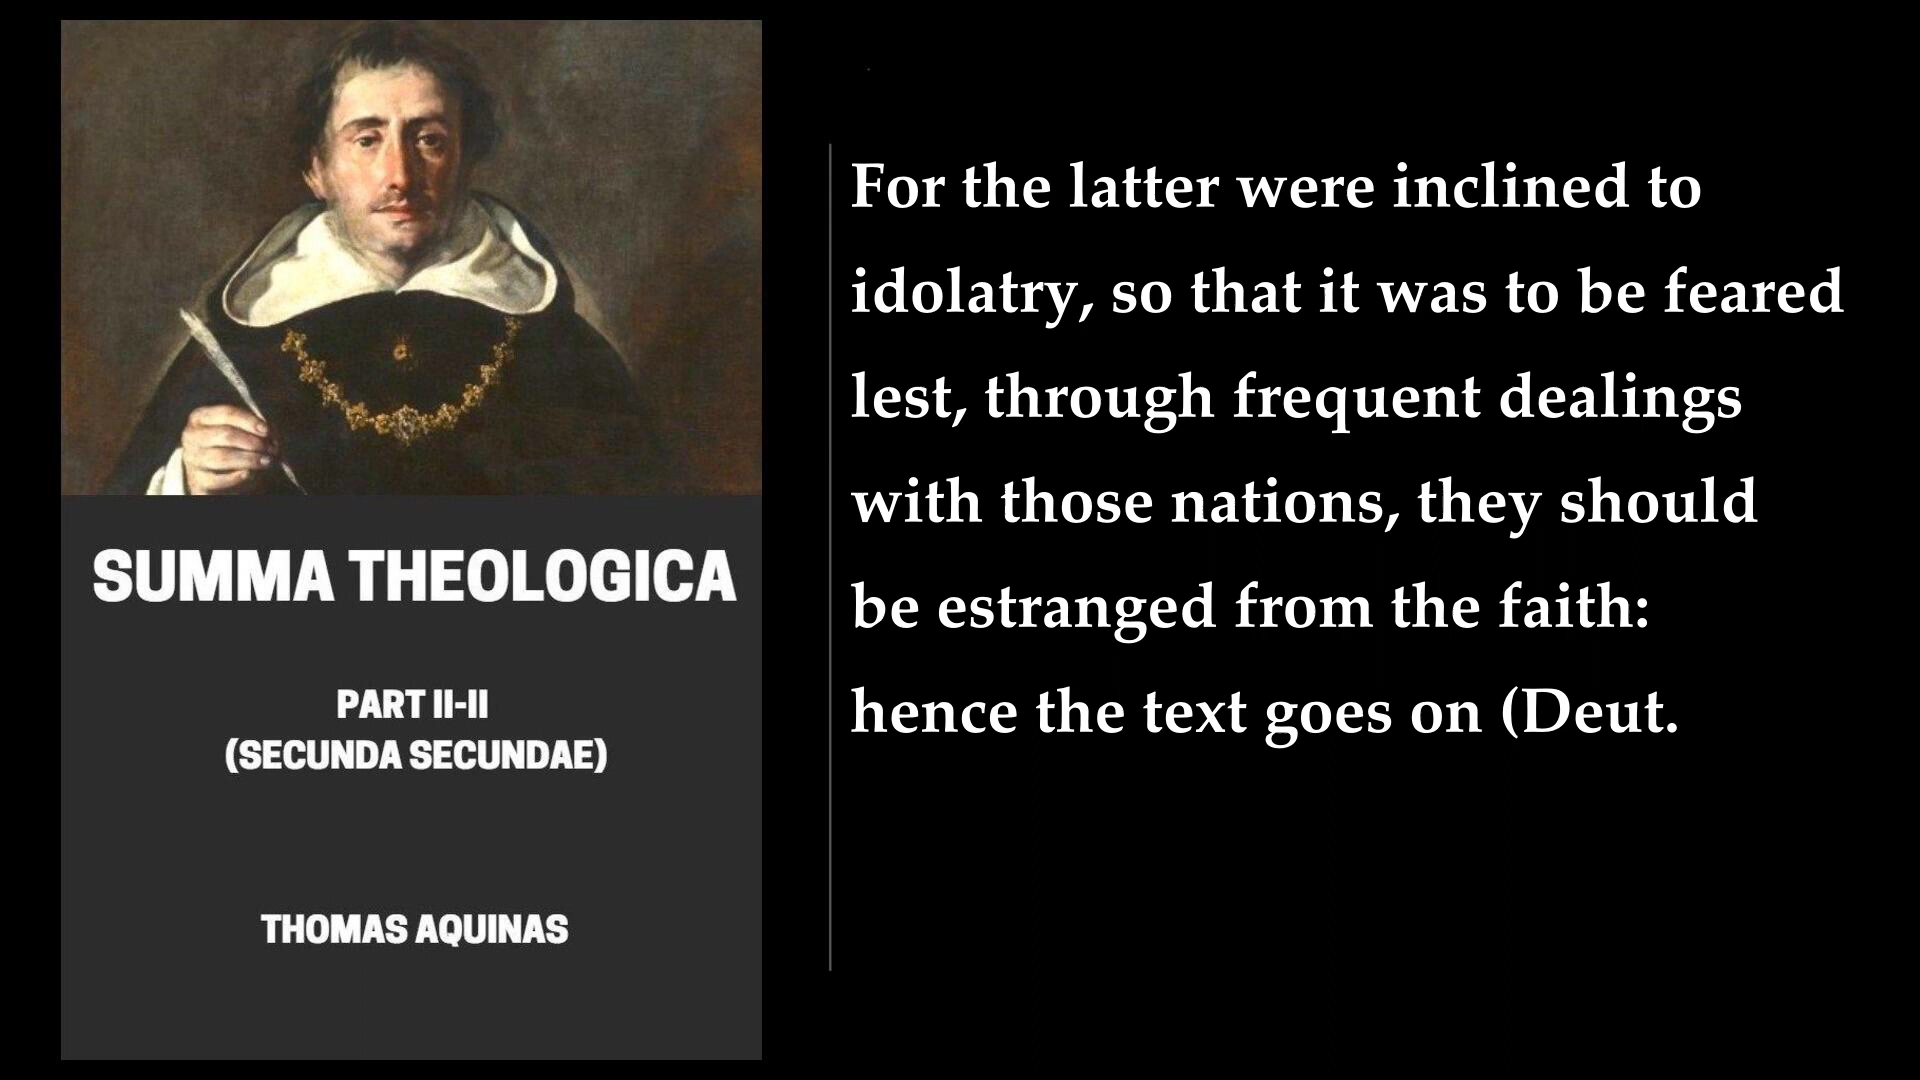 SUMMA THEOLOGICA
PART II-II
(SECUNDA SECUNDAE)
THOMAS AQUINAS
For the latter were inclined to
idolatry, so that it was to be feared
lest, through frequent dealings
with those nations, they should
be estranged from the faith:
hence the text goes on (Deut.